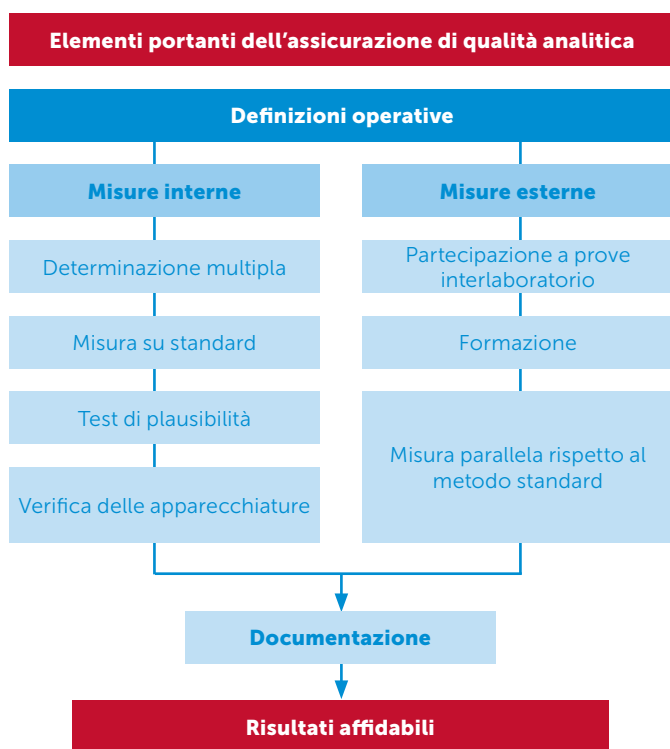 Elementi portanti dell'assicurazione di qualità analitica
Definizioni operative
Misure interne
Determinazione multipla
Misura su standard
Test di plausibilità
Verifica delle apparecchiature
Misure esterne
Partecipazione a prove
interlaboratorio
Formazione
Misura parallela rispetto al
metodo standard
Documentazione
Risultati affidabili